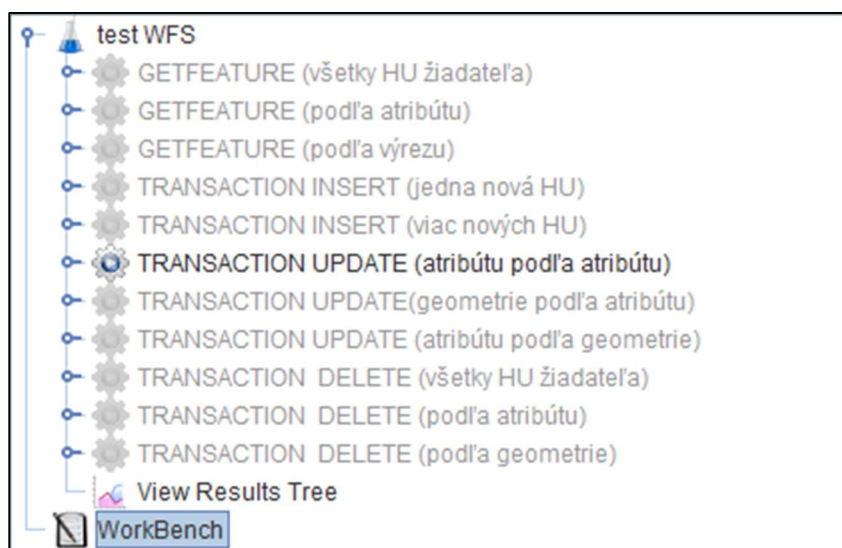 test WFS
GETFEATURE (všetky HU žiadateľa)
GETFEATURE (podľa atribútu)
GETFEATURE (podľa výrezu)
TRANSACTION INSERT (jedna nová HU)
TRANSACTION INSERT (viac nových HU)
TRANSACTION UPDATE (atribútu podľa atribútu)
TRANSACTION UPDATE(geometrie podľa atribútu)
TRANSACTION UPDATE (atribútu podľa geometrie)
TRANSACTION  DELETE (všetky HU žiadateľa)
TRANSACTION  DELETE (podľa atribútu)
TRANSACTION  DELETE (podľa geometrie)
View Results Tree
WorkBench